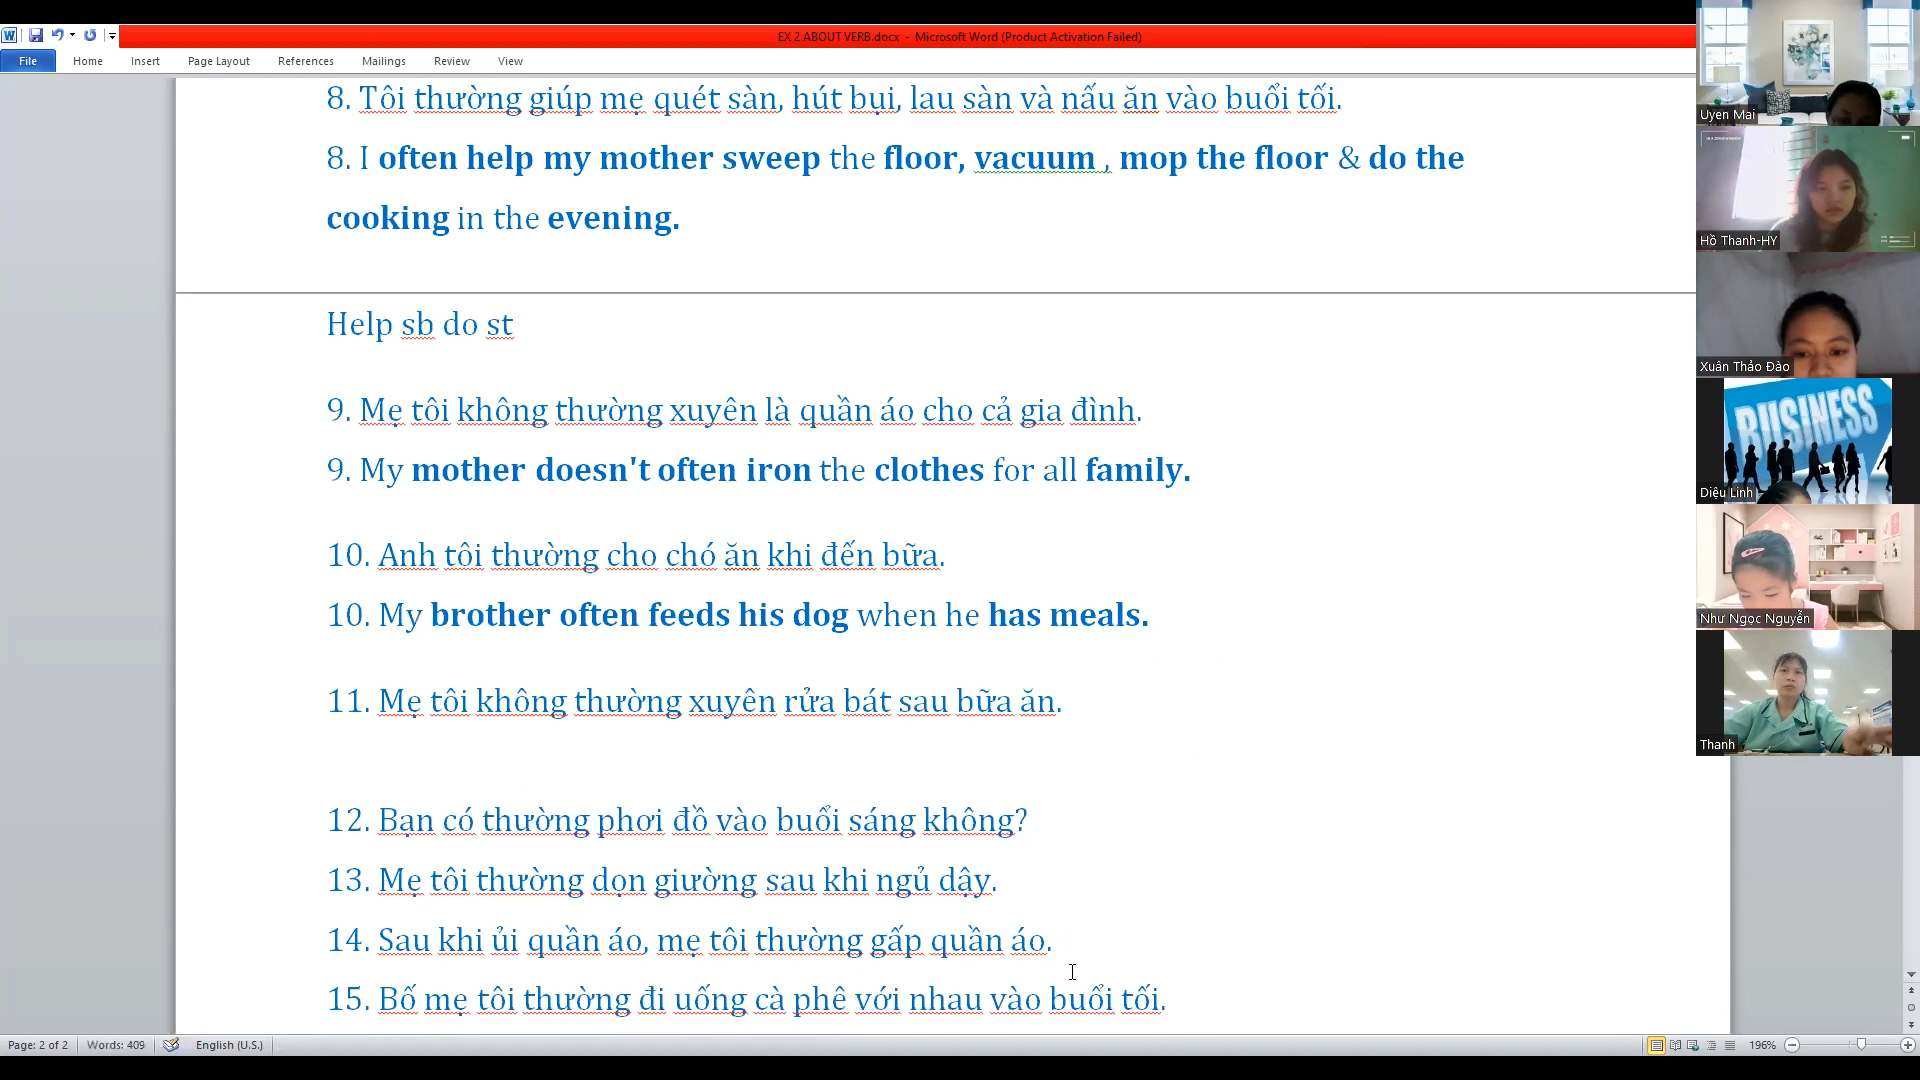 EX 2 ABOUT VERB.docx - Microsoft Word (Product Activation Failed)
File Home Insert Page Layout References Mailings Review View
8. Tôi thường giúp mẹ quét sàn, hút bụi, lau sàn và nấu ăn vào buổi tối.
8. I often help my mother sweep the floor, vacuum , mop the floor & do the
cooking in the evening.
Help sb do st
9. Mẹ tôi không thường xuyên là quần áo cho cả gia đình.
9. My mother doesn't often iron the clothes for all family.
10. Anh tôi thường cho chó ăn khi đến bữa.
10. My brother often feeds his dog when he has meals.
11. Mẹ tôi không thường xuyên rửa bát sau bữa ăn.
12. Bạn có thường phơi đồ vào buổi sáng không?
13. Mẹ tôi thường dọn giường sau khi ngủ dậy.
14. Sau khi ủi quần áo, mẹ tôi thường gấp quần áo.
15. Bố mẹ tôi thường đi uống cà phê với nhau vào buổi tối.
Page: 2 of 2 Words: 409 English (U.S.) 196%
Uyen Mai
Hồ Thanh-HY
Xuân Thảo Đào
BUSINESS
Diệu Linh
Như Ngọc Nguyễn
Thanh